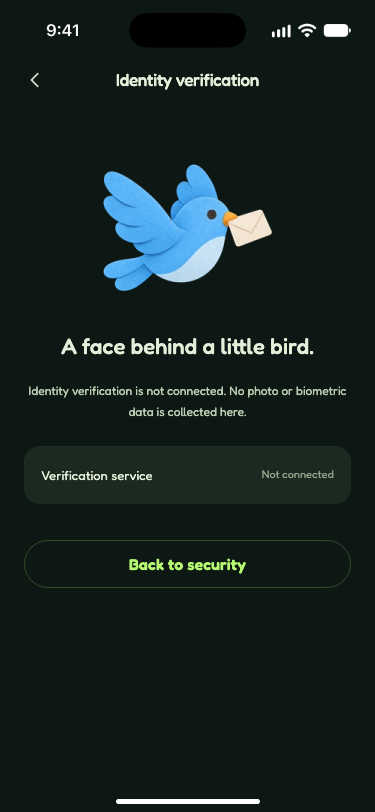 9:41
Identity verification
A face behind a little bird.
Identity verification is not connected. No photo or biometric
data is collected here.
Verification service
Not connected
Back to security